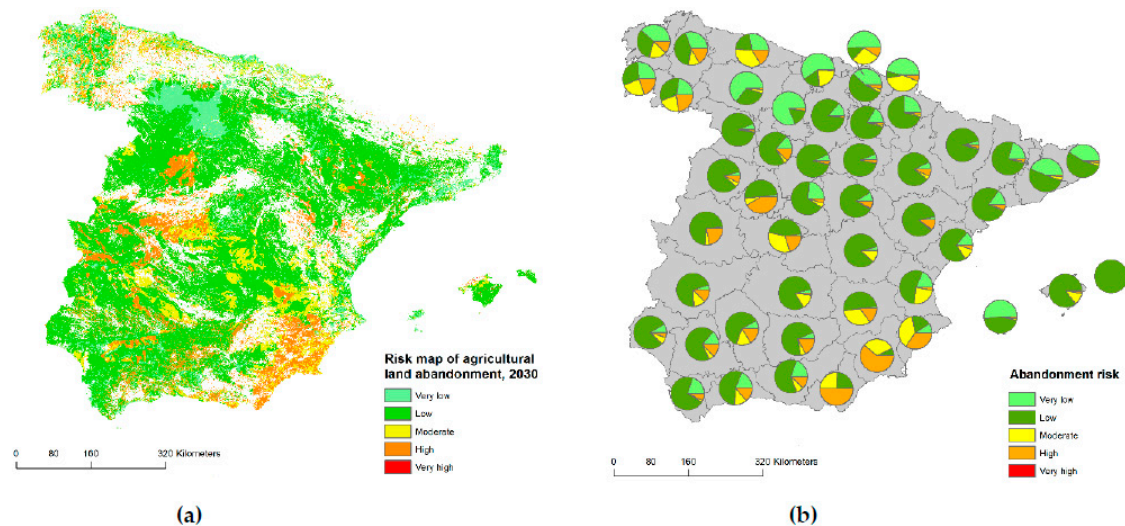 Risk map of agricultural
land abandonment, 2030
Very low
Low
Moderate
High
Very high
0 80 160 320 Kilometers
(a)
Abandonment risk
Very low
Low
Moderate
High
Very high
0 80 160 320 Kilometers
(b)